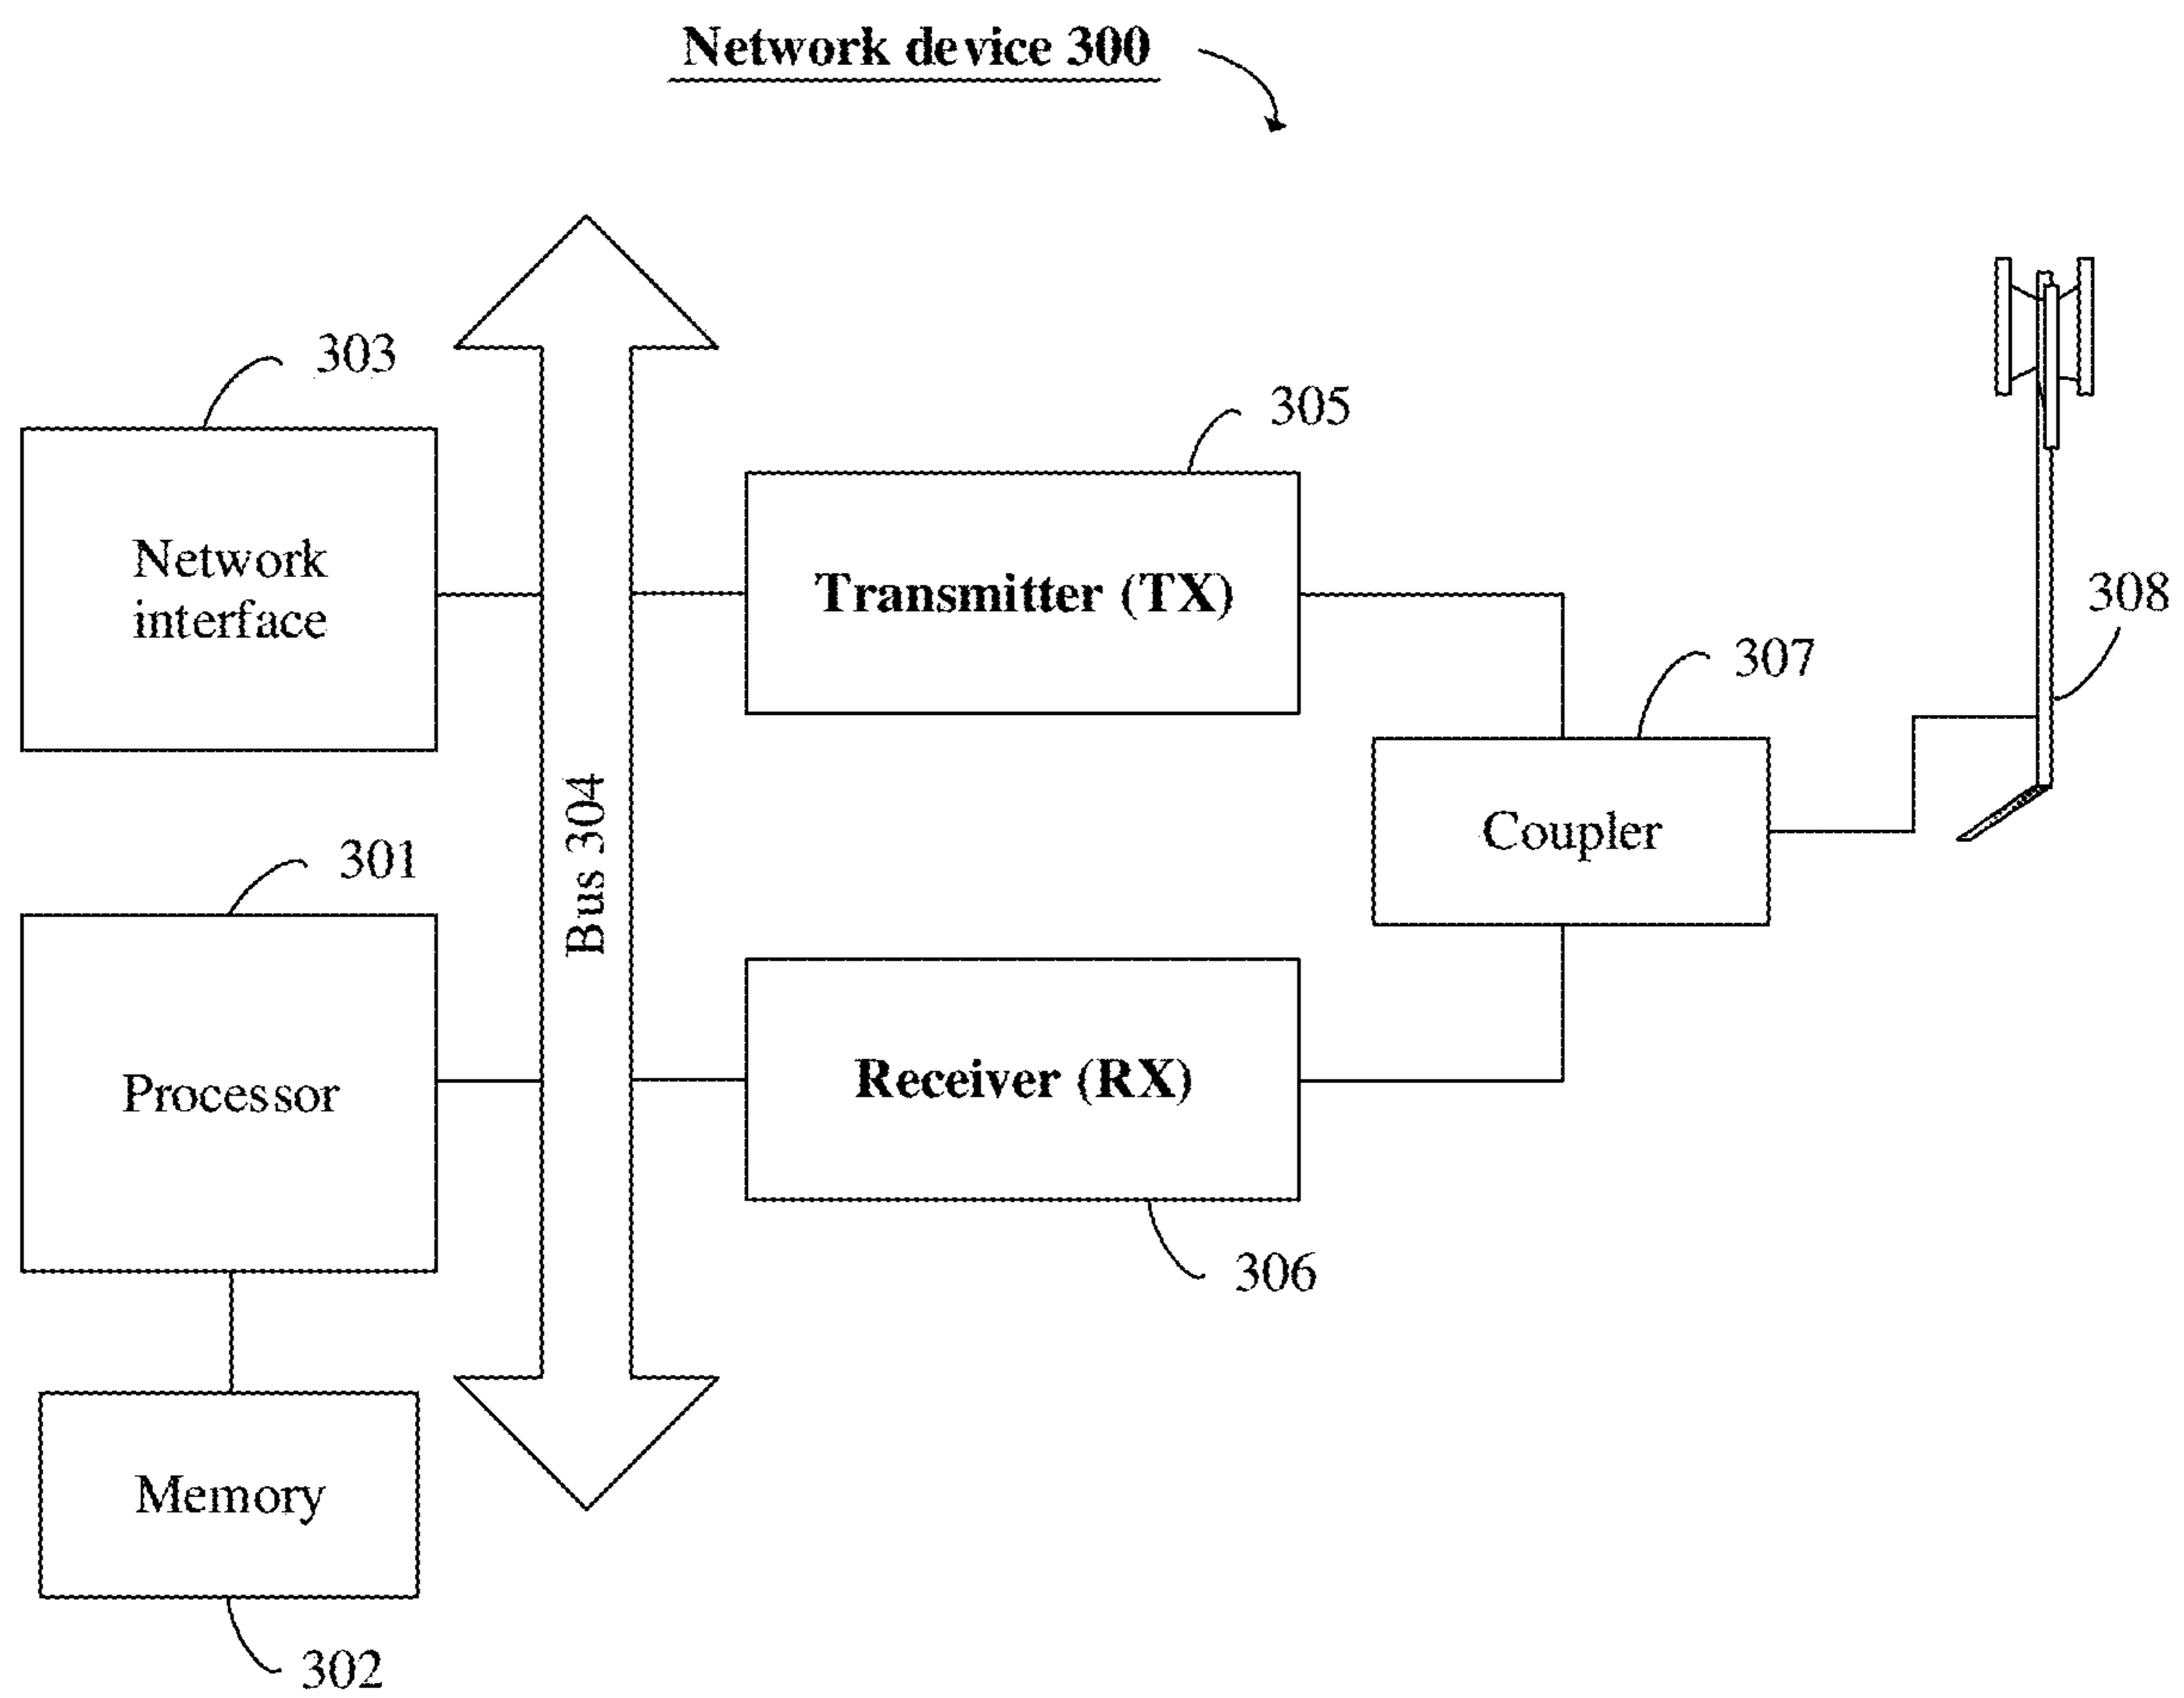 Network device 300
303
305
Network
interface
Transmitter (TX)
308
307
Bus 304
Coupler
301
Processor
Receiver (RX)
306
Memory
302